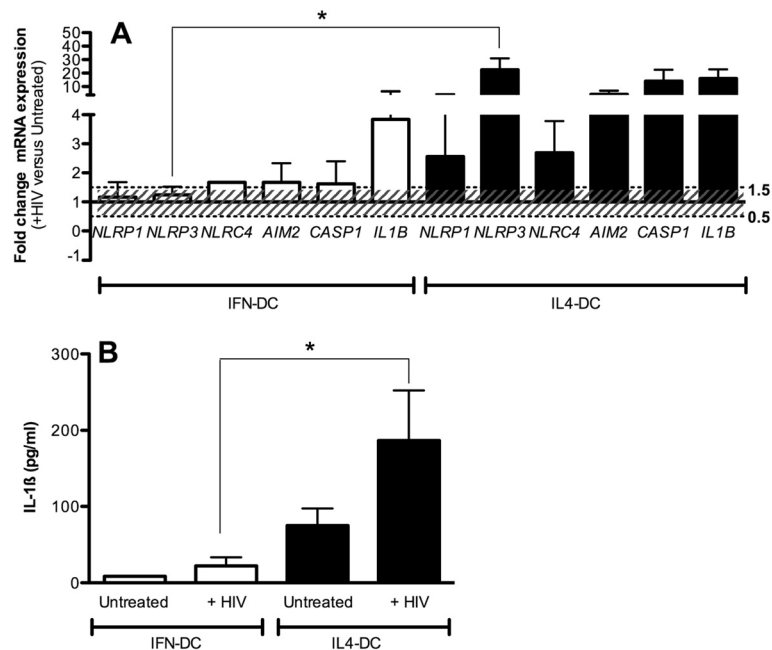 A
*
Fold change mRNA expression
(+HIV versus Untreated)
50
40
30
20
10
4
3
2
1
0
-1
1.5
0.5
NLRP1 NLRP3 NLRC4 AIM2 CASP1 IL1B NLRP1 NLRP3 NLRC4 AIM2 CASP1 IL1B
IFN-DC IL4-DC
B
*
IL-1ß (pg/ml)
300
200
100
0
Untreated + HIV Untreated + HIV
IFN-DC IL4-DC